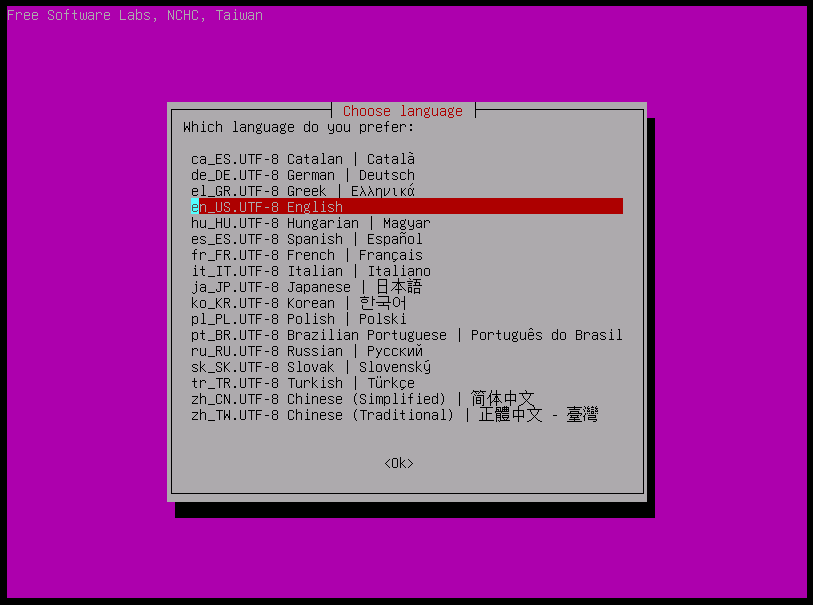 Free Software Labs, NCHC, Taiwan
Choose language
Which language do you prefer:
ca_ES.UTF-8 Catalan | Català
de_DE.UTF-8 German | Deutsch
el_GR.UTF-8 Greek | Ελληνικά
en_US.UTF-8 English
hu_HU.UTF-8 Hungarian | Magyar
es_ES.UTF-8 Spanish | Español
fr_FR.UTF-8 French | Français
it_IT.UTF-8 Italian | Italiano
ja_JP.UTF-8 Japanese | 日本語
ko_KR.UTF-8 Korean | 한국어
pl_PL.UTF-8 Polish | Polski
pt_BR.UTF-8 Brazilian Portuguese | Português do Brasil
ru_RU.UTF-8 Russian | Русский
sk_SK.UTF-8 Slovak | Slovenský
tr_TR.UTF-8 Turkish | Türkçe
zh_CN.UTF-8 Chinese (Simplified) | 简体中文
zh_TW.UTF-8 Chinese (Traditional) | 正體中文 - 臺灣
<Ok>